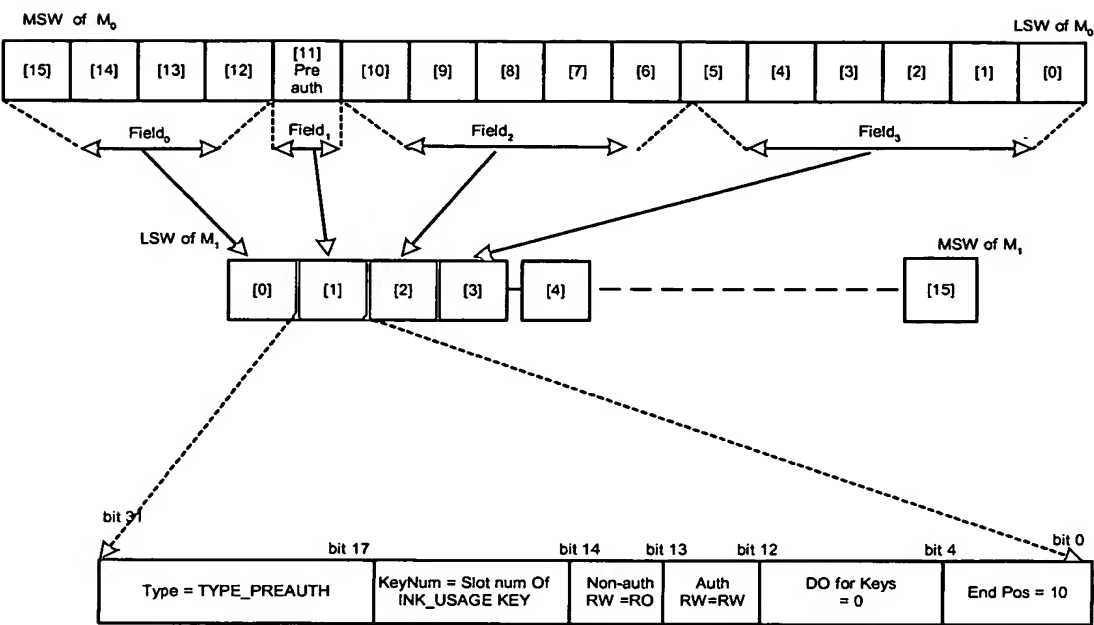 MSW of M₀
LSW of M₀
[15] [14] [13] [12] [11] Pre auth [10] [9] [8] [7] [6] [5] [4] [3] [2] [1] [0]
Field₀ Field₁ Field₂ Field₃
LSW of M₁
MSW of M₁
[0] [1] [2] [3] [4] [15]
bit 31
bit 17
bit 14
bit 13
bit 12
bit 4
bit 0
Type = TYPE_PREAUTH
KeyNum = Slot num Of
INK_USAGE KEY
Non-auth
RW =RO
Auth
RW=RW
DO for Keys
= 0
End Pos = 10